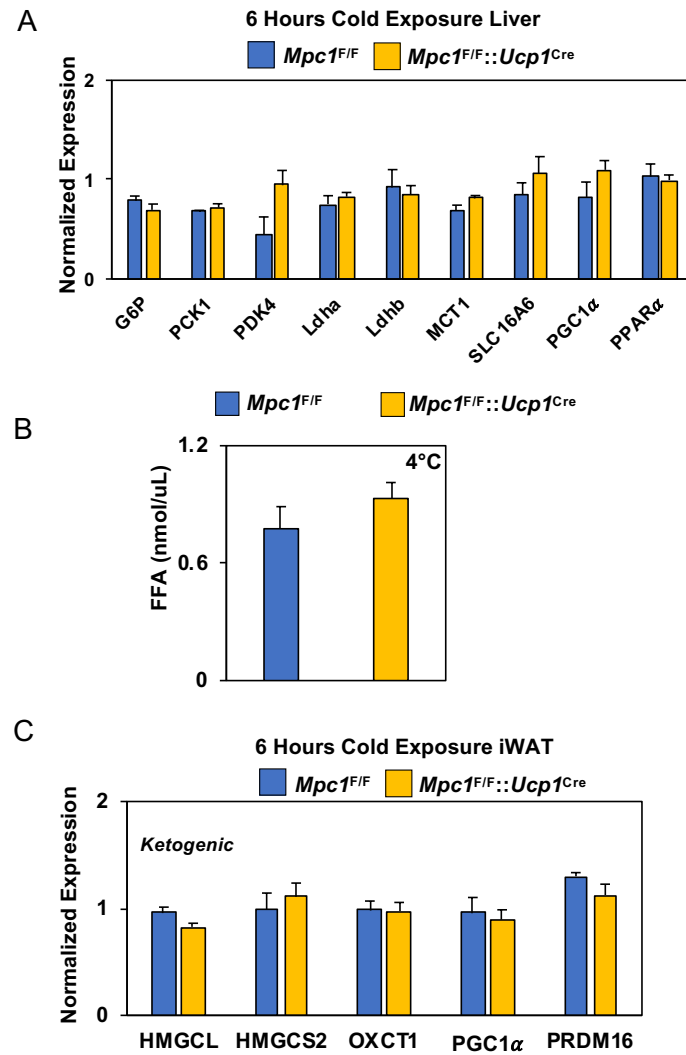 A
6 Hours Cold Exposure Liver
Mpc1F/F Mpc1F/F::Ucp1Cre
Normalized Expression
2
1
0
G6P PCK1 PDK4 Ldha Ldhb MCT1 SLC16A6 PGC1α PPARα
Mpc1F/F Mpc1F/F::Ucp1Cre
B
FFA (nmol/uL)
1.2
0.6
0
4°C
C
6 Hours Cold Exposure iWAT
Mpc1F/F Mpc1F/F::Ucp1Cre
Normalized Expression
2
1
0
Ketogenic
HMGCL HMGCS2 OXCT1 PGC1α PRDM16